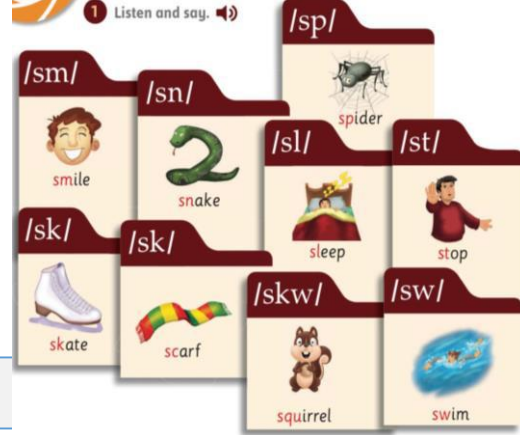 1 Listen and say.
/sp/
spider
/sm/
smile
/sn/
snake
/sl/
sleep
/st/
stop
/sk/
skate
/sk/
scarf
/skw/
squirrel
/sw/
swim